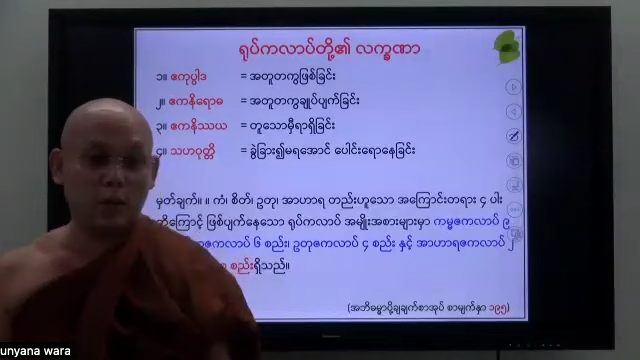 ရုပ်ကလာပ်တို့၏ လက္ခဏာ
၁။ ဧကုပ္ပါဒ = အတူတကွဖြစ်ခြင်း
၂။ ဧကနိရောဓ = အတူတကွချုပ်ပျက်ခြင်း
၃။ ဧကနိဿယ = တူသောမှီရာရှိခြင်း
၄။ သဟဝုတ္တိ = ခွဲခြား၍မရအောင် ပေါင်းရောနေခြင်း
မှတ်ချက်။ ။ ကံ၊ စိတ်၊ ဥတု၊ အာဟာရ တည်းဟူသော အကြောင်းတရား ၄ ပါး
တို့ကြောင့် ဖြစ်ပျက်နေသော ရုပ်ကလာပ် အမျိုးအစားများမှာ ကမ္မဇကလာပ် ၉
၆ စည်း၊ ဥတုဇကလာပ် ၄ စည်း နှင့် အာဟာရဇကလာပ် ၂
စည်းရှိသည်။
(အဘိဓမ္မာပို့ချချက်စာအုပ် စာမျက်နှာ ၁၉၅)
unyana wara